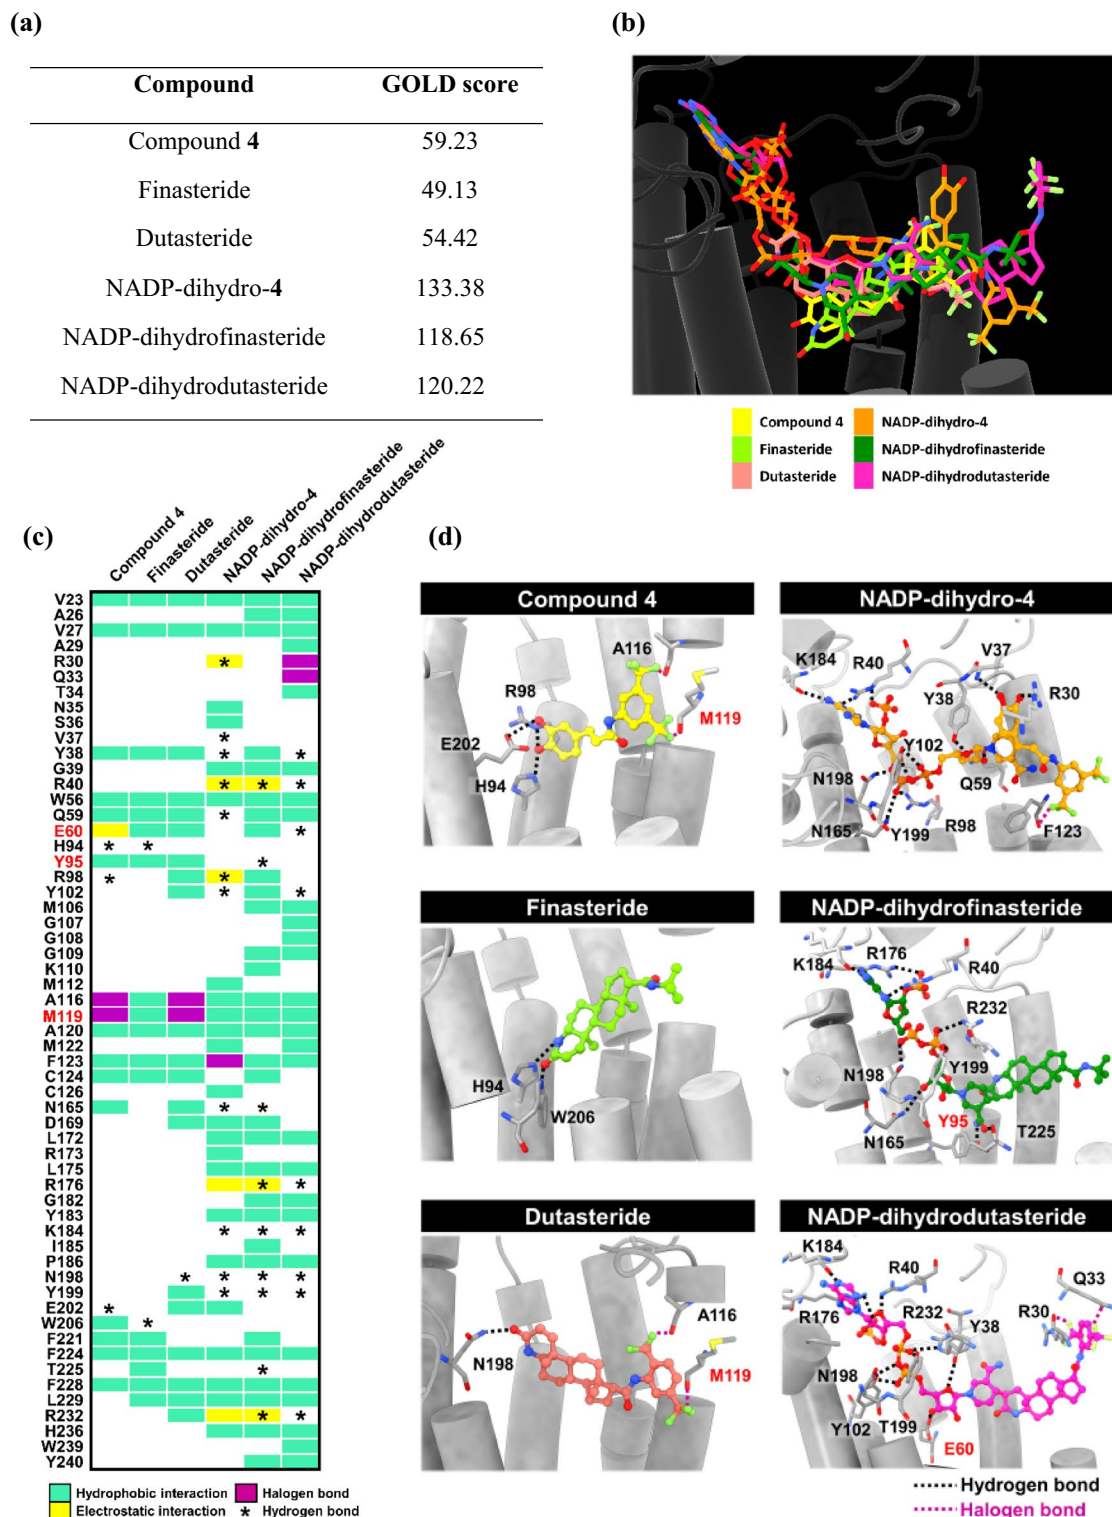 (a)
Compound GOLD score
Compound 4 59.23
Finasteride 49.13
Dutasteride 54.42
NADP-dihydro-4 133.38
NADP-dihydrofinasteride 118.65
NADP-dihydrodutasteride 120.22
(b)
Compound 4 NADP-dihydro-4
Finasteride NADP-dihydrofinasteride
Dutasteride NADP-dihydrodutasteride
(c)
Compound 4
Finasteride
Dutasteride
NADP-dihydro-4
NADP-dihydrofinasteride
NADP-dihydrodutasteride
V23
A26
V27
A29
R30 *
Q33
T34
N35
S36
V37 *
Y38 * *
G39
R40 * * *
W56
Q59 *
E60 *
H94 * *
Y95 *
R98 * *
Y102 * *
M106
G107
G108
G109
K110
M112
A116
M119
A120
M122
F123
C124
C126
N165 * *
D169
L172
R173
L175
R176 * *
G182
Y183
K184 * * *
I185
P186
N198 * * * *
Y199 * * *
E202 *
W206 *
F221
F224
T225 *
F228
L229
R232 * *
H236
W239
Y240
Hydrophobic interaction Halogen bond
Electrostatic interaction * Hydrogen bond
(d)
Compound 4
A116
R98
M119
E202
H94
NADP-dihydro-4
V37
K184 R40
R30
Y38
Y102
N198
Q59
N165 Y199 R98 F123
Finasteride
H94
W206
NADP-dihydrofinasteride
R176
K184
R40
R232
N198 Y199
Y95
N165 T225
Dutasteride
A116
N198
M119
NADP-dihydrodutasteride
K184
R40 Q33
R176 R232 R30
Y38
N198
Y102 T199
E60
Hydrogen bond
Halogen bond